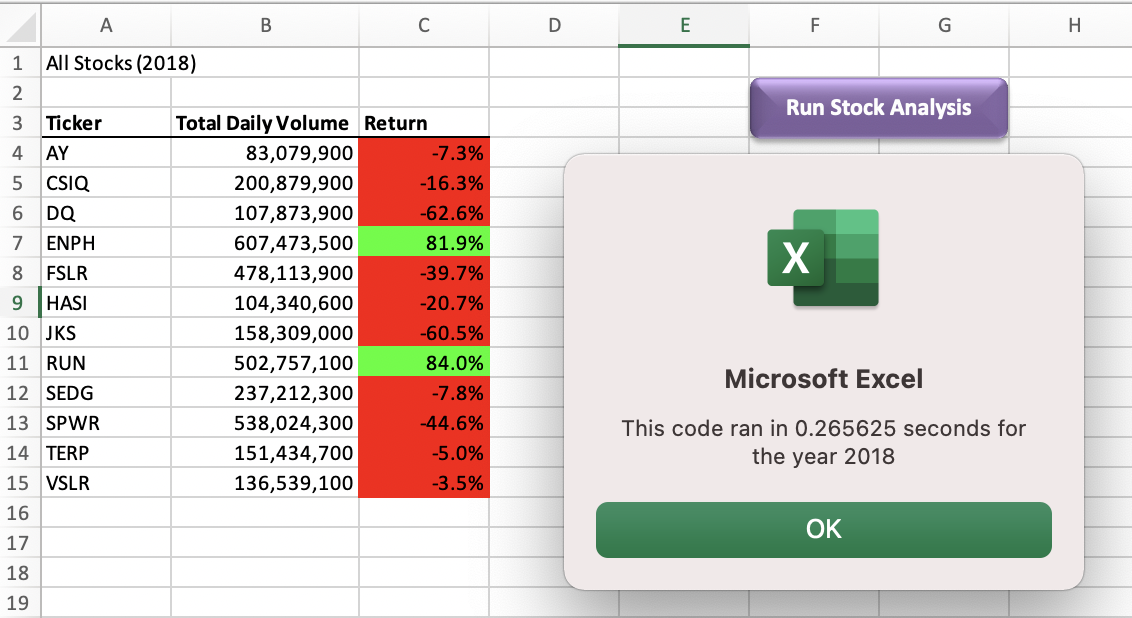 A B C D E F G H
1 All Stocks (2018)
2
Run Stock Analysis
3 Ticker Total Daily Volume Return
4 AY 83,079,900 -7.3%
5 CSIQ 200,879,900 -16.3%
6 DQ 107,873,900 -62.6%
7 ENPH 607,473,500 81.9%
8 FSLR 478,113,900 -39.7%
9 HASI 104,340,600 -20.7%
10 JKS 158,309,000 -60.5%
11 RUN 502,757,100 84.0%
12 SEDG 237,212,300 -7.8%
13 SPWR 538,024,300 -44.6%
14 TERP 151,434,700 -5.0%
15 VSLR 136,539,100 -3.5%
16
17
18
19
X
Microsoft Excel
This code ran in 0.265625 seconds for
the year 2018
OK